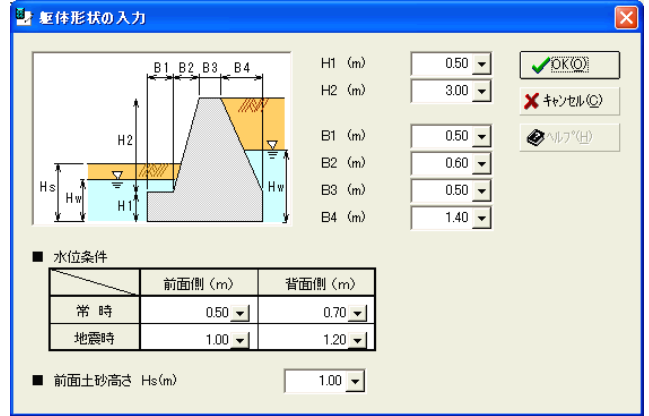 躯体形状の入力
B1 B2 B3 B4
H2
Hs
Hw
H1
Hw
H1 (m) 0.50
H2 (m) 3.00
B1 (m) 0.50
B2 (m) 0.60
B3 (m) 0.50
B4 (m) 1.40
OK(O)
キャンセル(C)
ヘルプ(H)
■ 水位条件
前面側 (m) 背面側 (m)
常 時 0.50 0.70
地震時 1.00 1.20
■ 前面土砂高さ Hs(m) 1.00